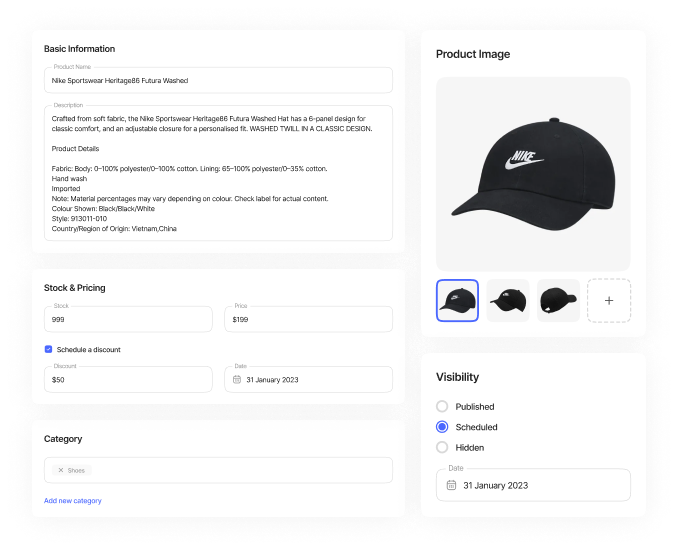 Basic Information
Product Name
Nike Sportswear Heritage86 Futura Washed
Description
Crafted from soft fabric, the Nike Sportswear Heritage86 Futura Washed Hat has a 6-panel design for
classic comfort, and an adjustable closure for a personalised fit. WASHED TWILL IN A CLASSIC DESIGN.
Product Details
Fabric: Body: 0–100% polyester/0–100% cotton. Lining: 65–100% polyester/0–35% cotton.
Hand wash
Imported
Note: Material percentages may vary depending on colour. Check label for actual content.
Colour Shown: Black/Black/White
Style: 913011-010
Country/Region of Origin: Vietnam,China
Stock & Pricing
Stock
999
Price
$199
Schedule a discount
Discount
$50
Date
31 January 2023
Category
Shoes
Add new category
Product Image
NIKE
Visibility
Published
Scheduled
Hidden
Date
31 January 2023